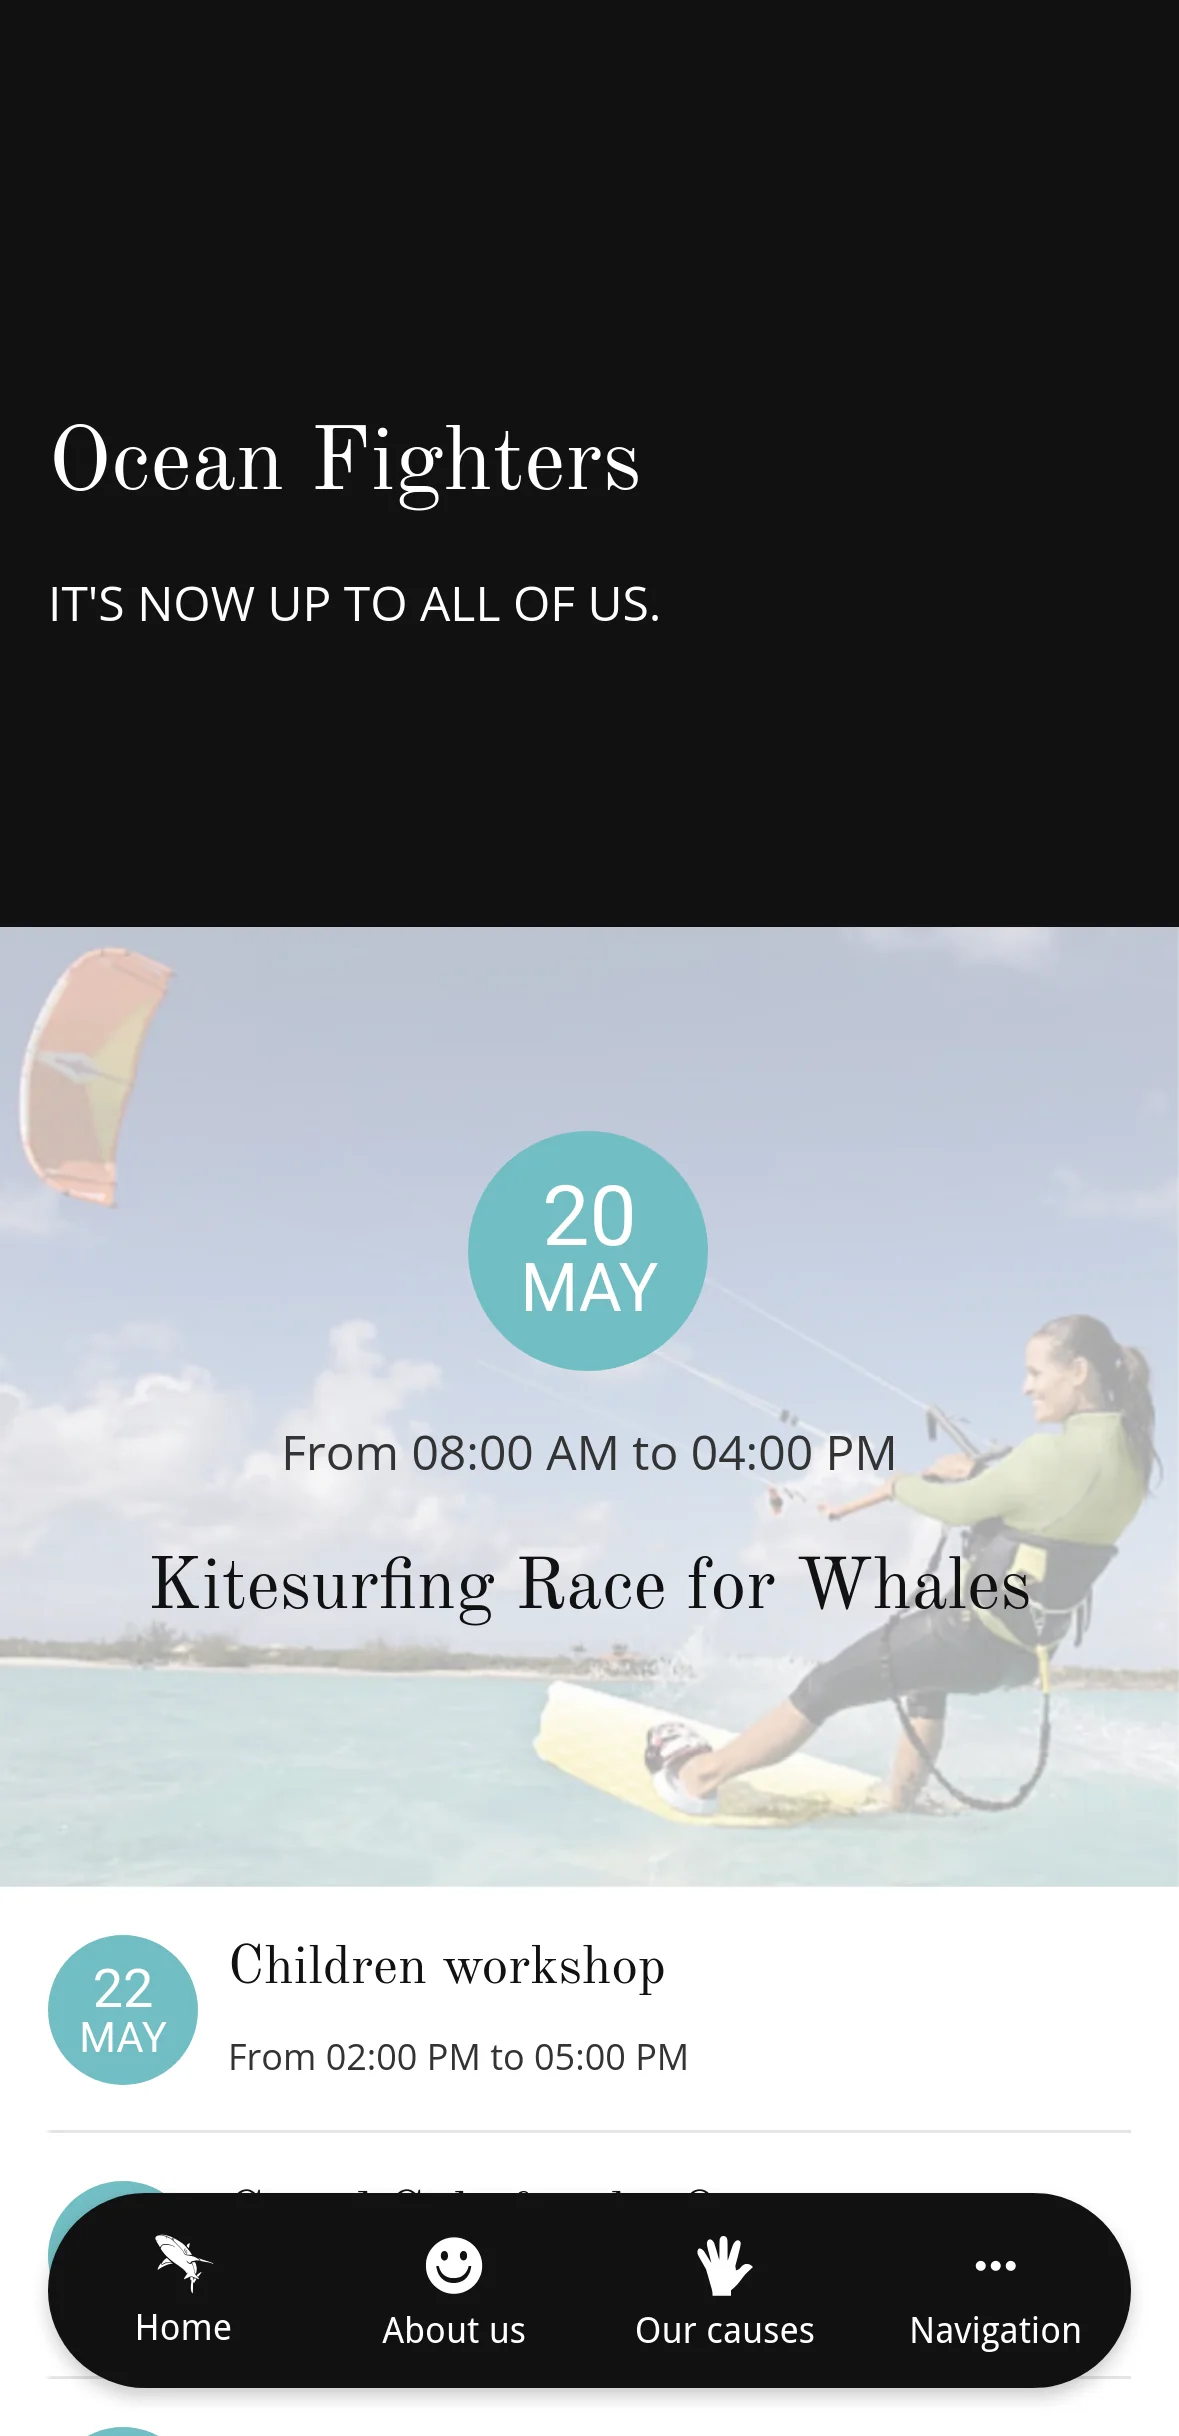 Ocean Fighters
IT'S NOW UP TO ALL OF US.
20
MAY
From 08:00 AM to 04:00 PM
Kitesurfing Race for Whales
22
MAY
Children workshop
From 02:00 PM to 05:00 PM
Home
About us
Our causes
Navigation